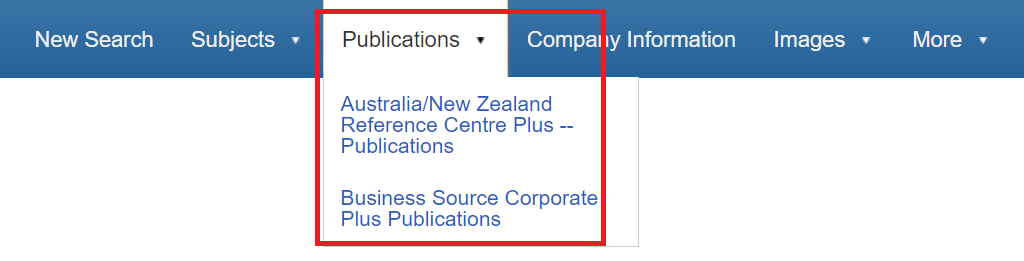 New Search Subjects Publications Company Information Images More
Australia/New Zealand
Reference Centre Plus --
Publications
Business Source Corporate
Plus Publications